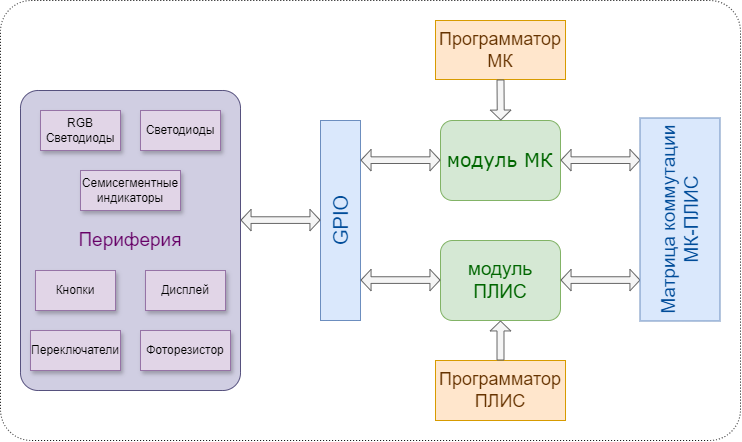 Программатор
МК
RGB
Светодиоды
Светодиоды
Семисегментные
индикаторы
Периферия
Кнопки
Дисплей
Переключатели
Фоторезистор
GPIO
модуль МК
модуль
ПЛИС
Матрица коммутации
МК-ПЛИС
Программатор
ПЛИС